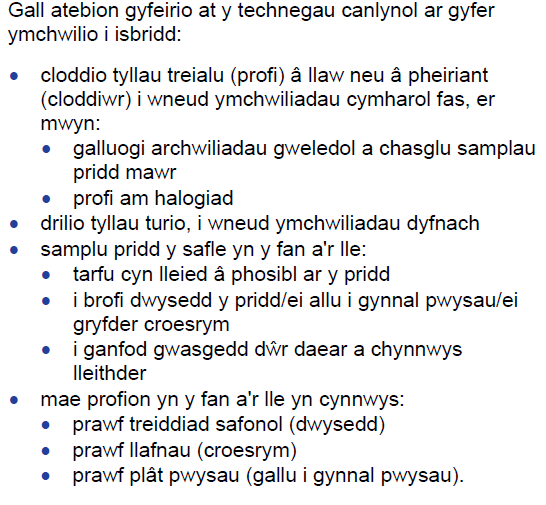 Gall atebion gyfeirio at y technegau canlynol ar gyfer
ymchwilio i isbridd:
• cloddio tyllau treialu (profi) â llaw neu â pheiriant
(cloddiwr) i wneud ymchwiliadau cymharol fas, er
mwyn:
• galluogi archwiliadau gweledol a chasglu samplau
pridd mawr
• profi am halogiad
• drilio tyllau turio, i wneud ymchwiliadau dyfnach
• samplu pridd y safle yn y fan a'r lle:
• tarfu cyn lleied â phosibl ar y pridd
• i brofi dwysedd y pridd/ei allu i gynnal pwysau/ei
gryfder croesrym
• i ganfod gwasgedd dŵr daear a chynnwys
lleithder
• mae profion yn y fan a'r lle yn cynnwys:
• prawf treiddiad safonol (dwysedd)
• prawf llafnau (croesrym)
• prawf plât pwysau (gallu i gynnal pwysau).